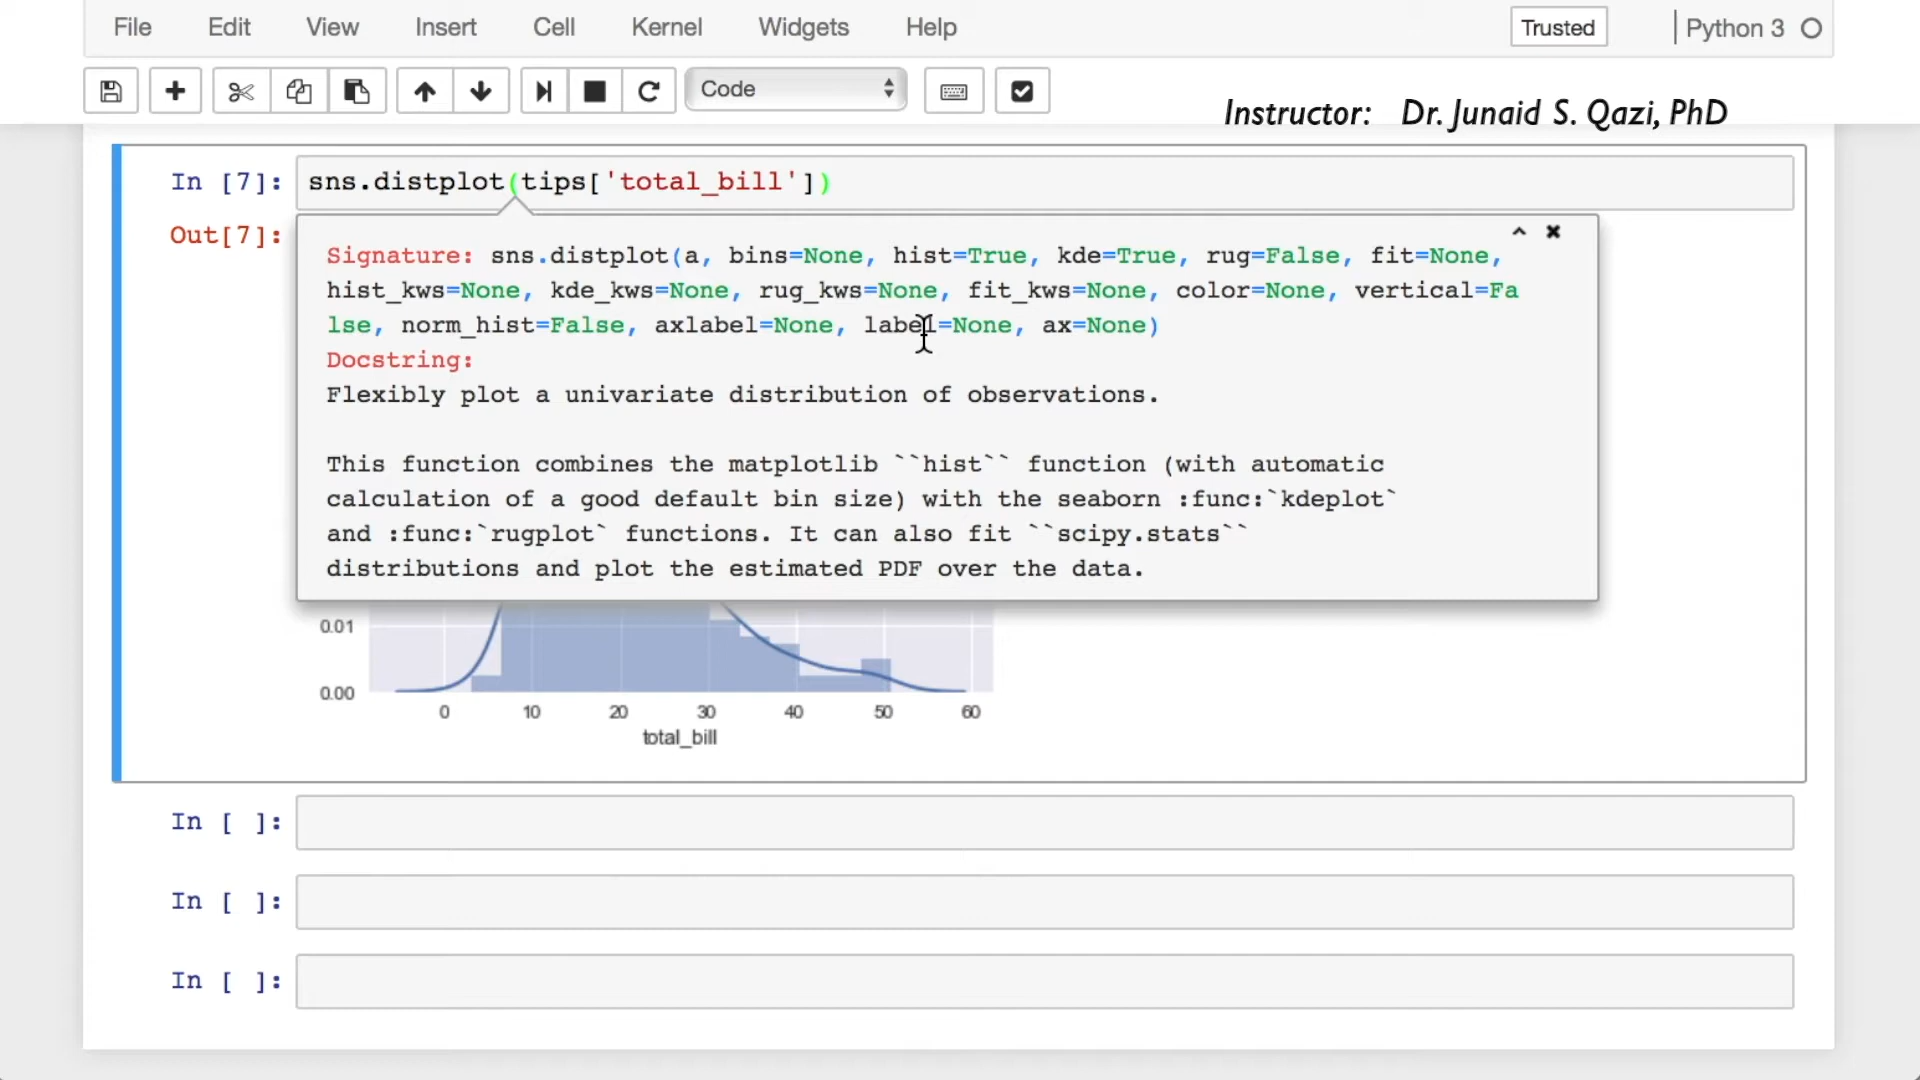 File Edit View Insert Cell Kernel Widgets Help Trusted Python 3
Code
Instructor: Dr. Junaid S. Qazi, PhD
In [7]: sns.distplot(tips['total_bill'])
Out[7]:
Signature: sns.distplot(a, bins=None, hist=True, kde=True, rug=False, fit=None,
hist_kws=None, kde_kws=None, rug_kws=None, fit_kws=None, color=None, vertical=Fa
lse, norm_hist=False, axlabel=None, label=None, ax=None)
Docstring:
Flexibly plot a univariate distribution of observations.
This function combines the matplotlib ``hist`` function (with automatic
calculation of a good default bin size) with the seaborn :func:`kdeplot`
and :func:`rugplot` functions. It can also fit ``scipy.stats``
distributions and plot the estimated PDF over the data.
0.01
0.00
0 10 20 30 40 50 60
total_bill
In [ ]:
In [ ]:
In [ ]: